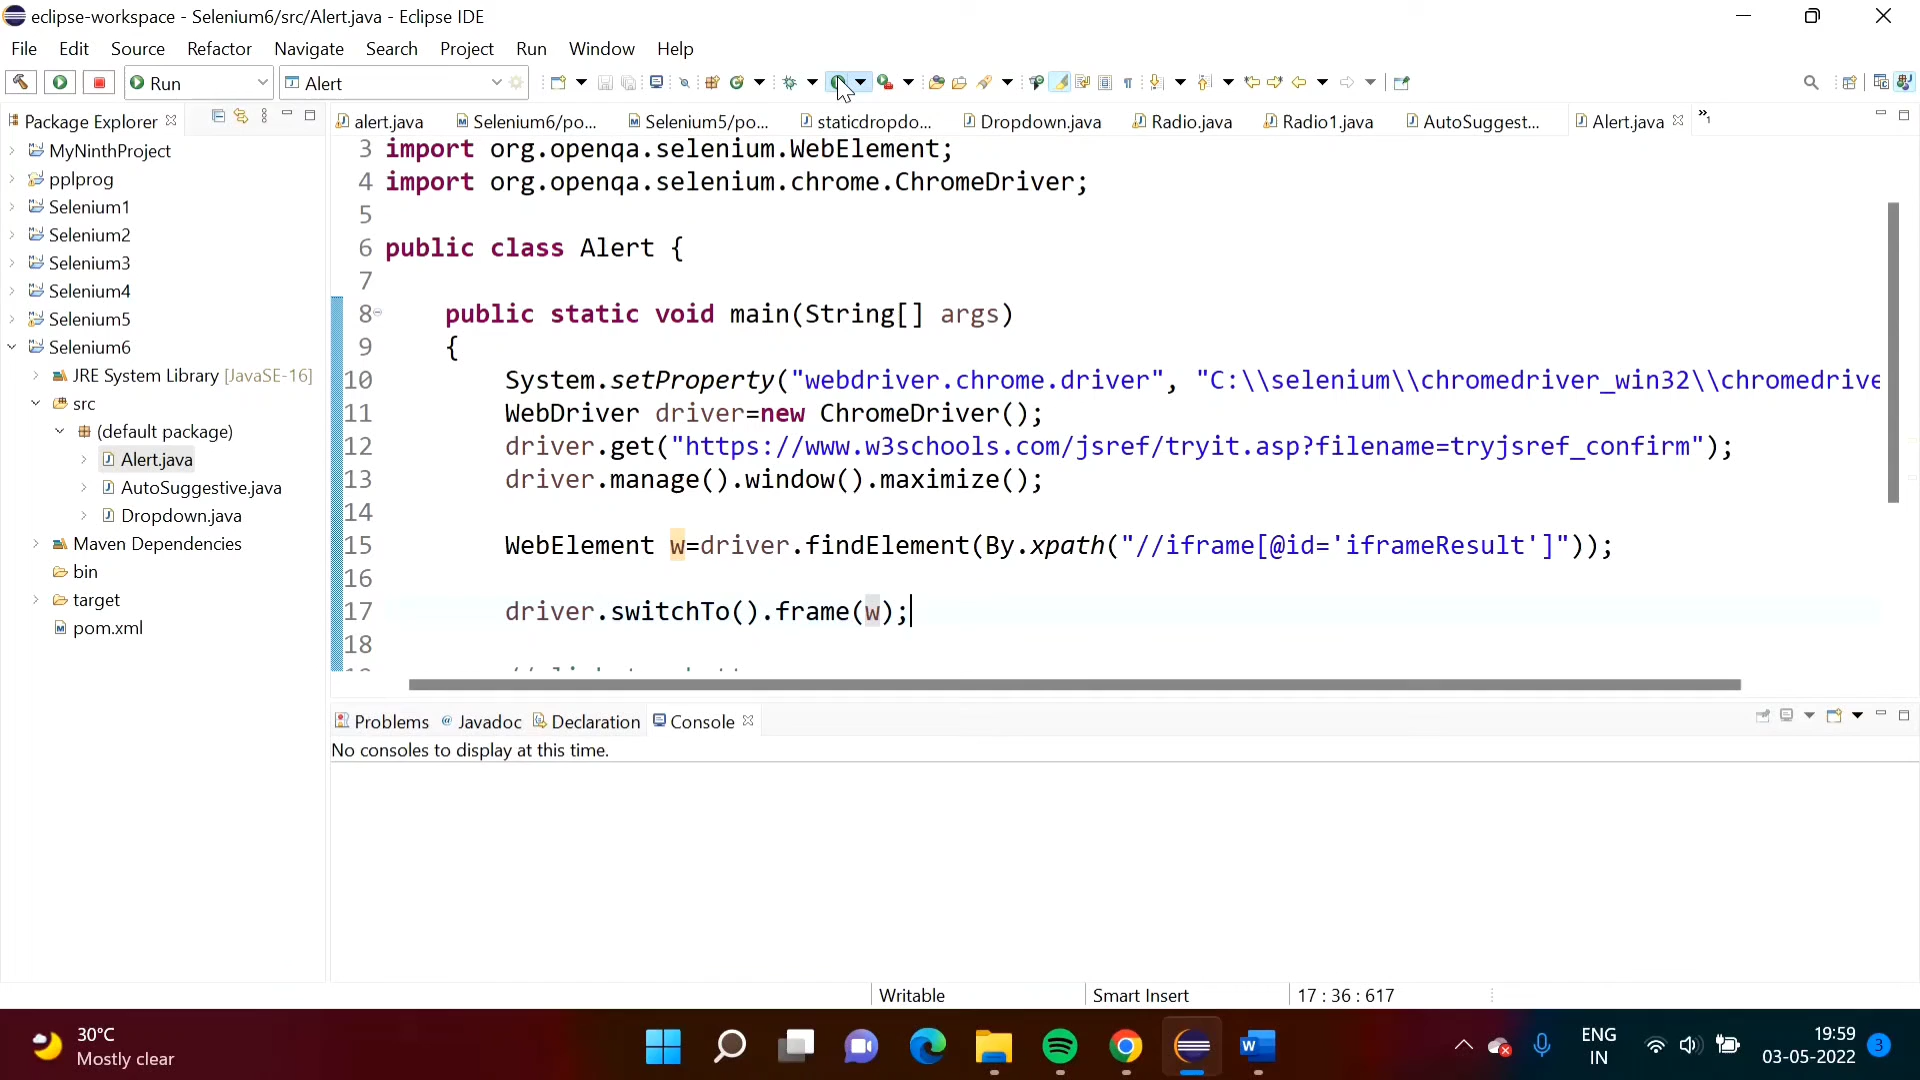 eclipse-workspace - Selenium6/src/Alert.java - Eclipse IDE
File Edit Source Refactor Navigate Search Project Run Window Help
Run Alert
Package Explorer
alert.java Selenium6/po... Selenium5/po... staticdropdo... Dropdown.java Radio.java Radio1.java AutoSuggest... Alert.java »1
MyNinthProject
pplprog
Selenium1
Selenium2
Selenium3
Selenium4
Selenium5
Selenium6
JRE System Library [JavaSE-16]
src
(default package)
Alert.java
AutoSuggestive.java
Dropdown.java
Maven Dependencies
bin
target
pom.xml
3 import org.openqa.selenium.WebElement;
4 import org.openqa.selenium.chrome.ChromeDriver;
5
6 public class Alert {
7
8 public static void main(String[] args)
9 {
10 System.setProperty("webdriver.chrome.driver", "C:\\selenium\\chromedriver_win32\\chromedrive
11 WebDriver driver=new ChromeDriver();
12 driver.get("https://www.w3schools.com/jsref/tryit.asp?filename=tryjsref_confirm");
13 driver.manage().window().maximize();
14
15 WebElement w=driver.findElement(By.xpath("//iframe[@id='iframeResult']"));
16
17 driver.switchTo().frame(w);
18
Problems Javadoc Declaration Console
No consoles to display at this time.
Writable Smart Insert 17 : 36 : 617
30°C
Mostly clear
ENG
IN
19:59
03-05-2022
3